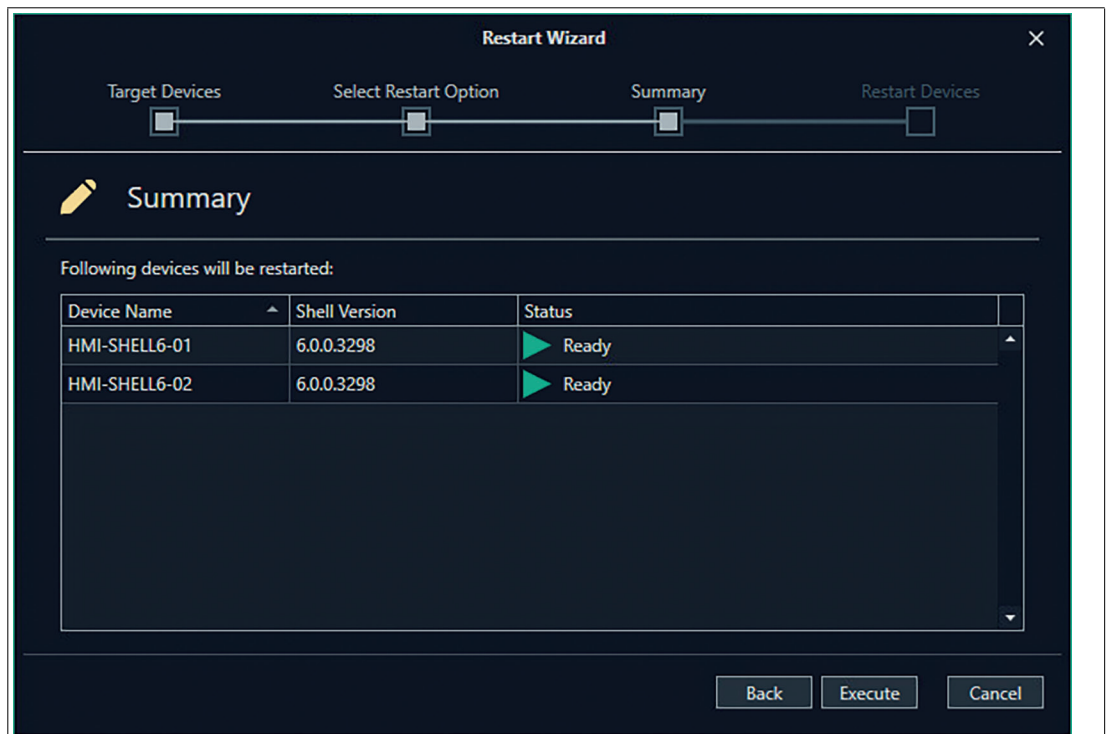 Restart Wizard
Target Devices Select Restart Option Summary Restart Devices
Summary
Following devices will be restarted:
Device Name Shell Version Status
HMI-SHELL6-01 6.0.0.3298 Ready
HMI-SHELL6-02 6.0.0.3298 Ready
Back Execute Cancel